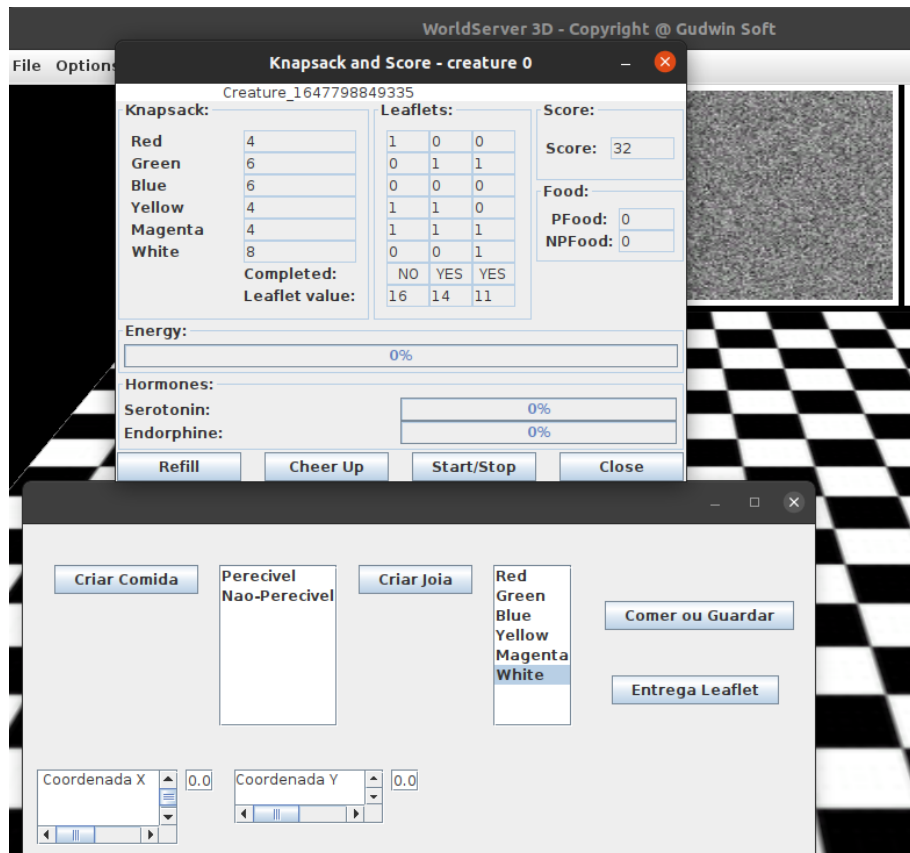 WorldServer 3D - Copyright @ Gudwin Soft
File Options
Knapsack and Score - creature 0
Creature_1647798849335
Knapsack: Leaflets: Score:
Red 4 1 0 0
Score: 32
Green 6 0 1 1
Blue 6 0 0 0
Food:
Yellow 4 1 1 0
PFood: 0
Magenta 4 1 1 1
NPFood: 0
White 8 0 0 1
Completed: NO YES YES
Leaflet value: 16 14 11
Energy:
0%
Hormones:
Serotonin: 0%
Endorphine: 0%
Refill Cheer Up Start/Stop Close
Criar Comida
Perecivel
Nao-Perecivel
Criar Joia
Red
Green
Blue
Yellow
Magenta
White
Comer ou Guardar
Entrega Leaflet
Coordenada X 0.0 Coordenada Y 0.0